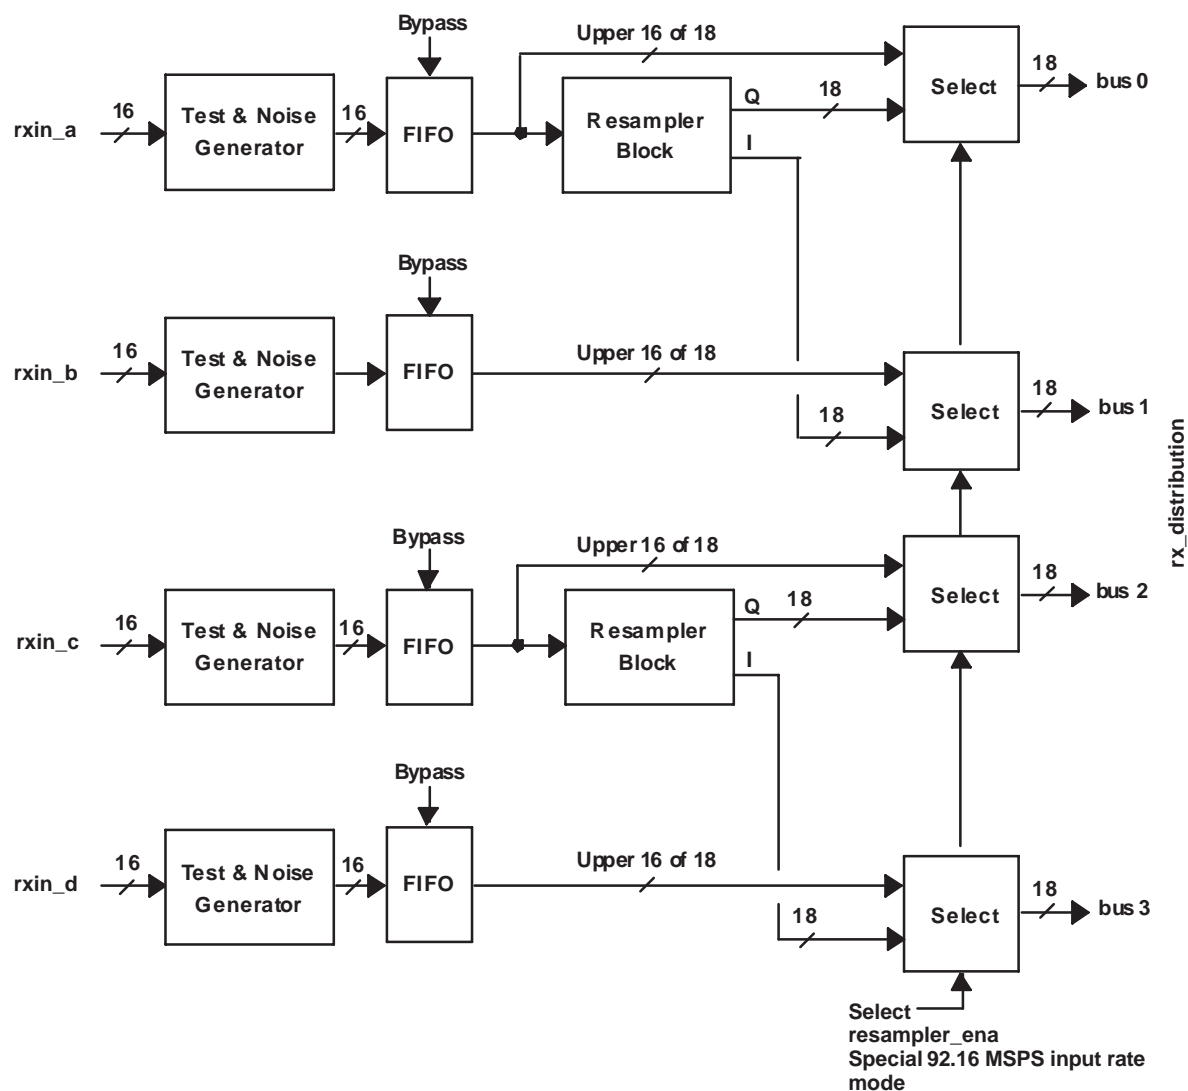 Bypass
Upper 16 of 18
18
bus 0
Select
Q
18
16
Test & Noise
Generator
16
FIFO
Resampler
Block
rxin_a
I
Bypass
16
Test & Noise
Generator
FIFO
Upper 16 of 18
18
rxin_b
Select
bus 1
18
rx_distribution
Bypass
Upper 16 of 18
18
bus 2
Select
Q
18
16
Test & Noise
Generator
16
FIFO
Resampler
Block
rxin_c
I
Bypass
16
Test & Noise
Generator
16
FIFO
Upper 16 of 18
18
rxin_d
Select
bus 3
18
Select
resampler_ena
Special 92.16 MSPS input rate
mode